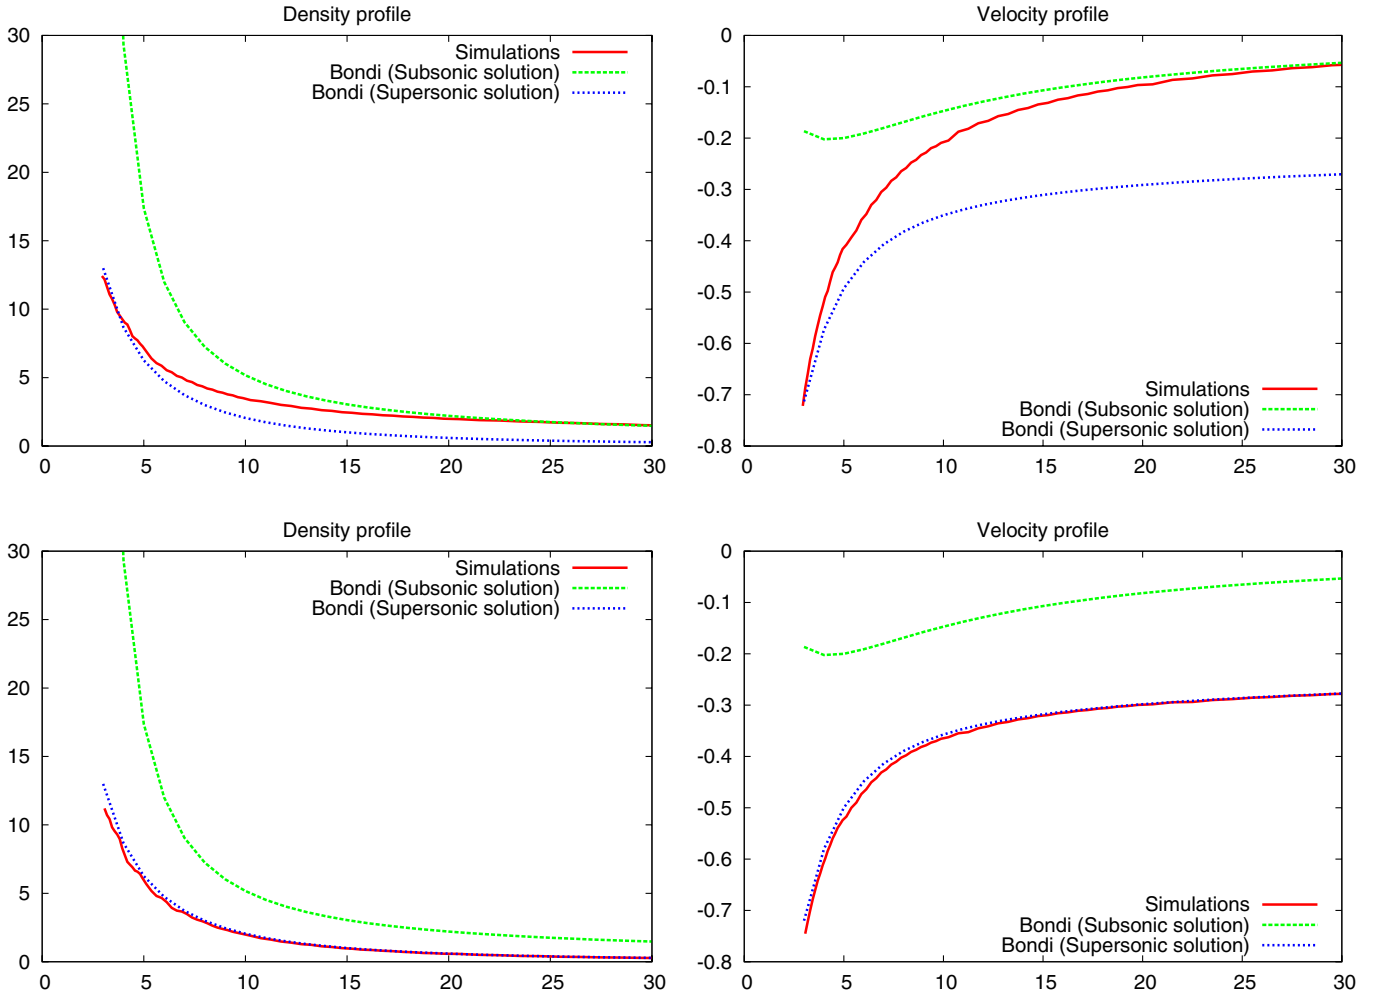 Density profile
30
25
20
15
10
5
0
0 5 10 15 20 25 30
Simulations
Bondi (Subsonic solution)
Bondi (Supersonic solution)
Velocity profile
0
-0.1
-0.2
-0.3
-0.4
-0.5
-0.6
-0.7
-0.8
0 5 10 15 20 25 30
Simulations
Bondi (Subsonic solution)
Bondi (Supersonic solution)
Density profile
30
25
20
15
10
5
0
0 5 10 15 20 25 30
Simulations
Bondi (Subsonic solution)
Bondi (Supersonic solution)
Velocity profile
0
-0.1
-0.2
-0.3
-0.4
-0.5
-0.6
-0.7
-0.8
0 5 10 15 20 25 30
Simulations
Bondi (Subsonic solution)
Bondi (Supersonic solution)